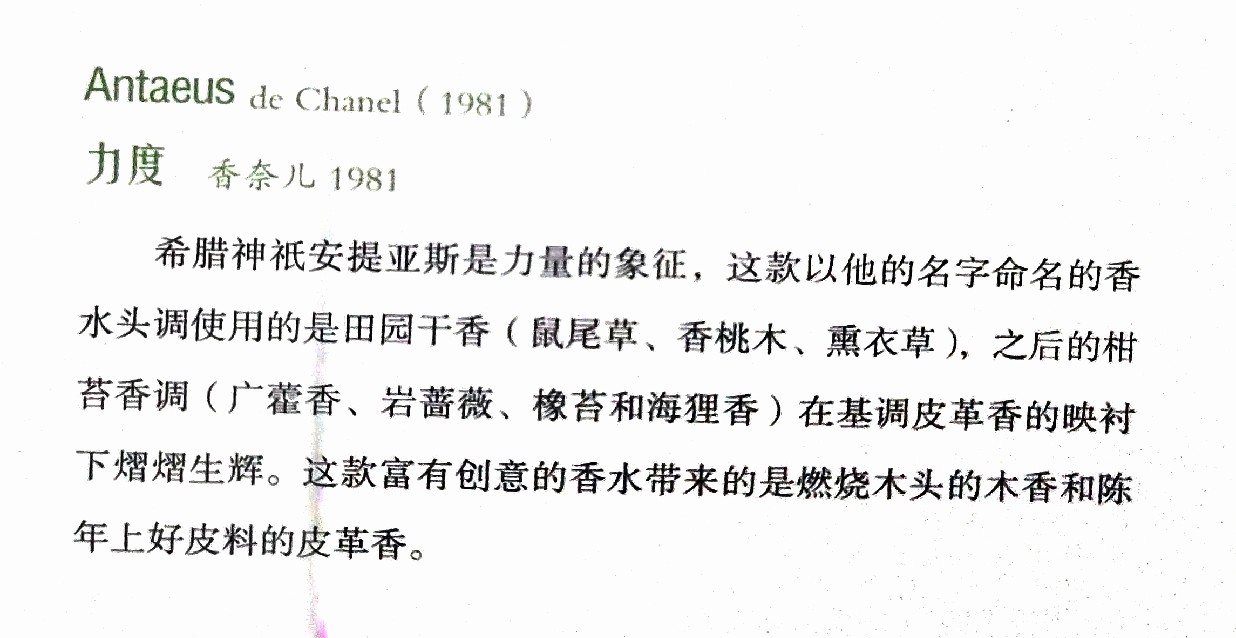 Antaeus de Chanel（1981）
力度 香奈儿 1981
希腊神祇安提亚斯是力量的象征，这款以他的名字命名的香
水头调使用的是田园干香（鼠尾草、香桃木、熏衣草），之后的柑
苔香调（广藿香、岩蔷薇、橡苔和海狸香）在基调皮革香的映衬
下熠熠生辉。这款富有创意的香水带来的是燃烧木头的木香和陈
年上好皮料的皮革香。